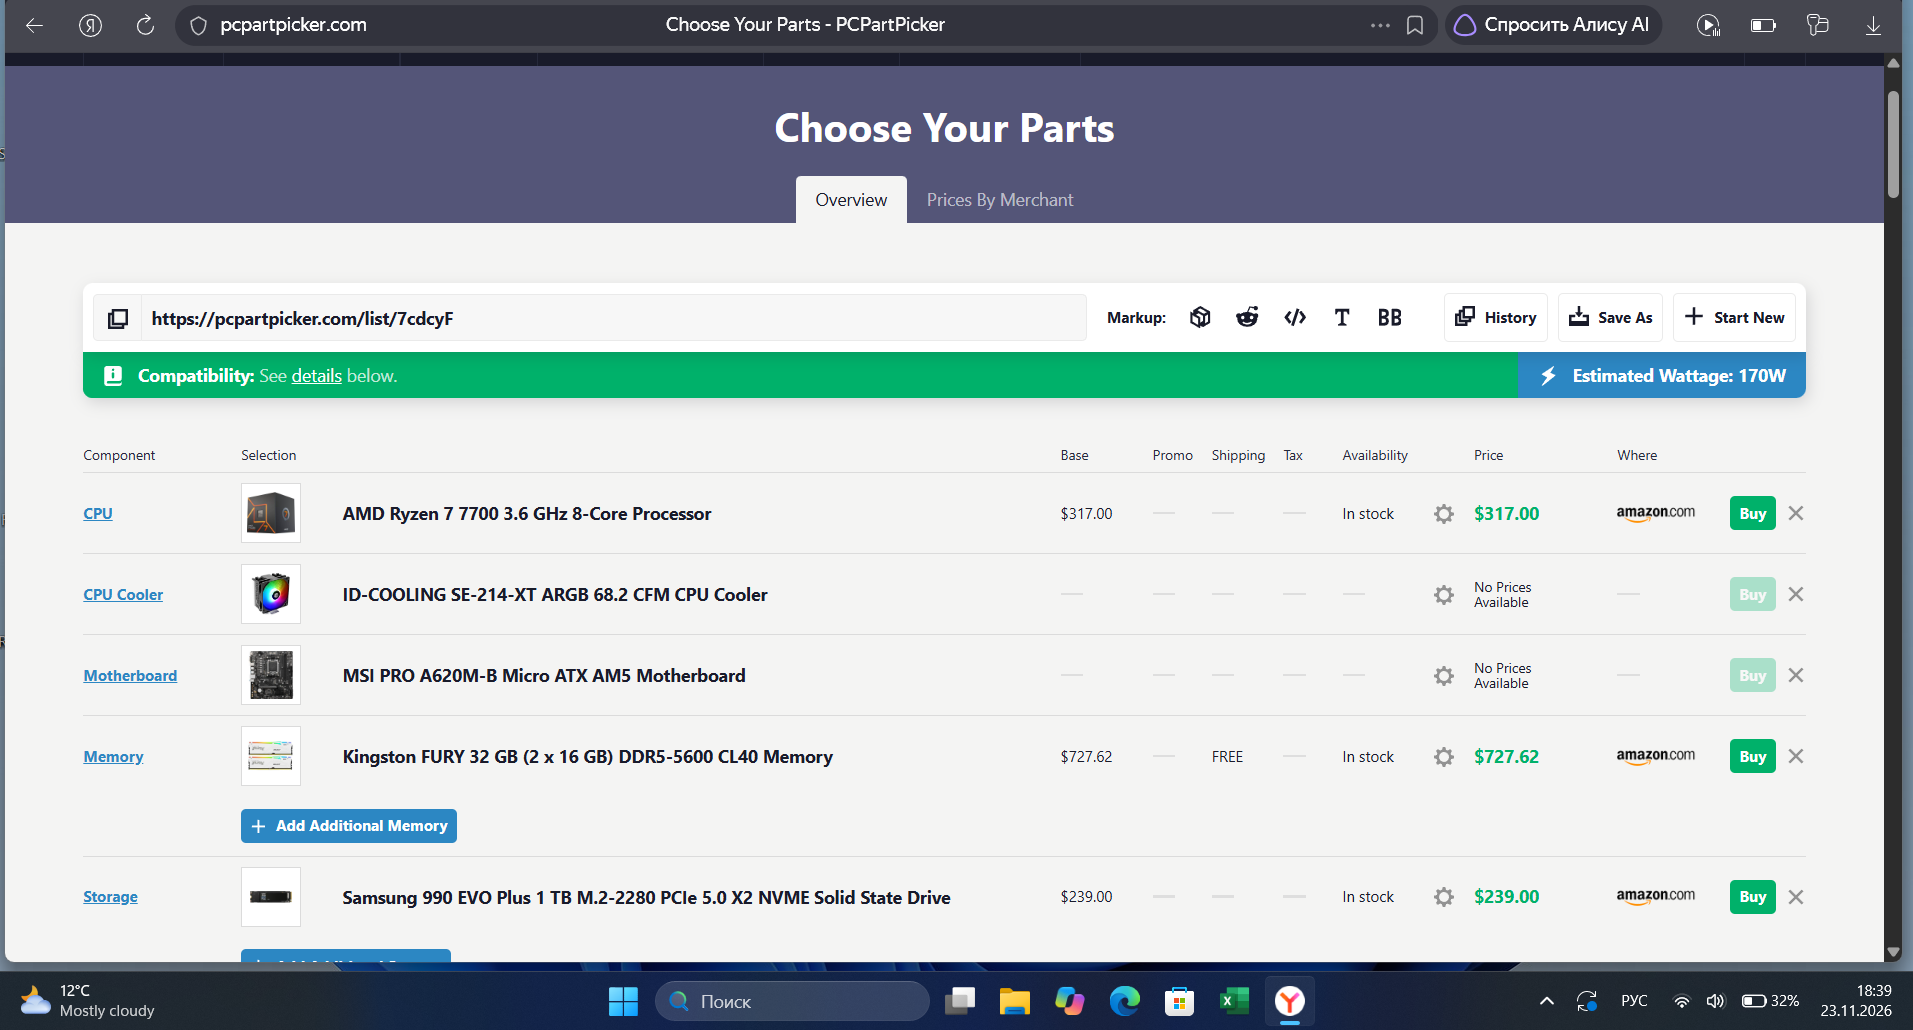 pcpartpicker.com
Choose Your Parts - PCPartPicker
Спросить Алису AI
Choose Your Parts
Overview
Prices By Merchant
https://pcpartpicker.com/list/7cdcyF
Markup:
T
BB
History
Save As
Start New
Compatibility: See details below.
Estimated Wattage: 170W
Component Selection Base Promo Shipping Tax Availability Price Where
CPU AMD Ryzen 7 7700 3.6 GHz 8-Core Processor $317.00 — — — In stock $317.00 amazon.com Buy
CPU Cooler ID-COOLING SE-214-XT ARGB 68.2 CFM CPU Cooler — — — — — No Prices
Available — Buy
Motherboard MSI PRO A620M-B Micro ATX AM5 Motherboard — — — — — No Prices
Available — Buy
Memory Kingston FURY 32 GB (2 x 16 GB) DDR5-5600 CL40 Memory $727.62 — FREE — In stock $727.62 amazon.com Buy
+ Add Additional Memory
Storage Samsung 990 EVO Plus 1 TB M.2-2280 PCIe 5.0 X2 NVME Solid State Drive $239.00 — — — In stock $239.00 amazon.com Buy
12°C
Mostly cloudy
Поиск
РУС
32%
18:39
23.11.2026